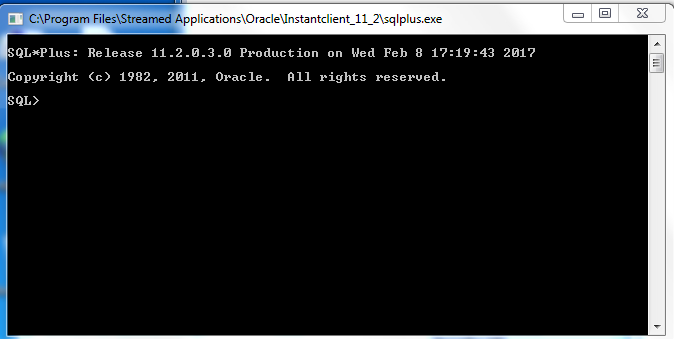 C:\Program Files\Streamed Applications\Oracle\Instantclient_11_2\sqlplus.exe
SQL*Plus: Release 11.2.0.3.0 Production on Wed Feb 8 17:19:43 2017
Copyright (c) 1982, 2011, Oracle.  All rights reserved.
SQL>